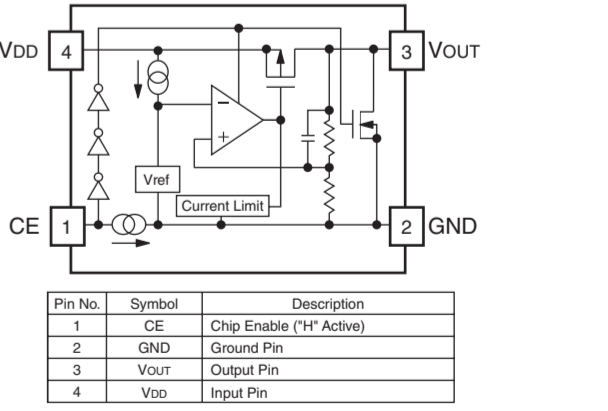 VDD 4 3 VOUT
−
+
Vref
Current Limit
CE 1 2 GND
Pin No. Symbol Description
1 CE Chip Enable ("H" Active)
2 GND Ground Pin
3 VOUT Output Pin
4 VDD Input Pin